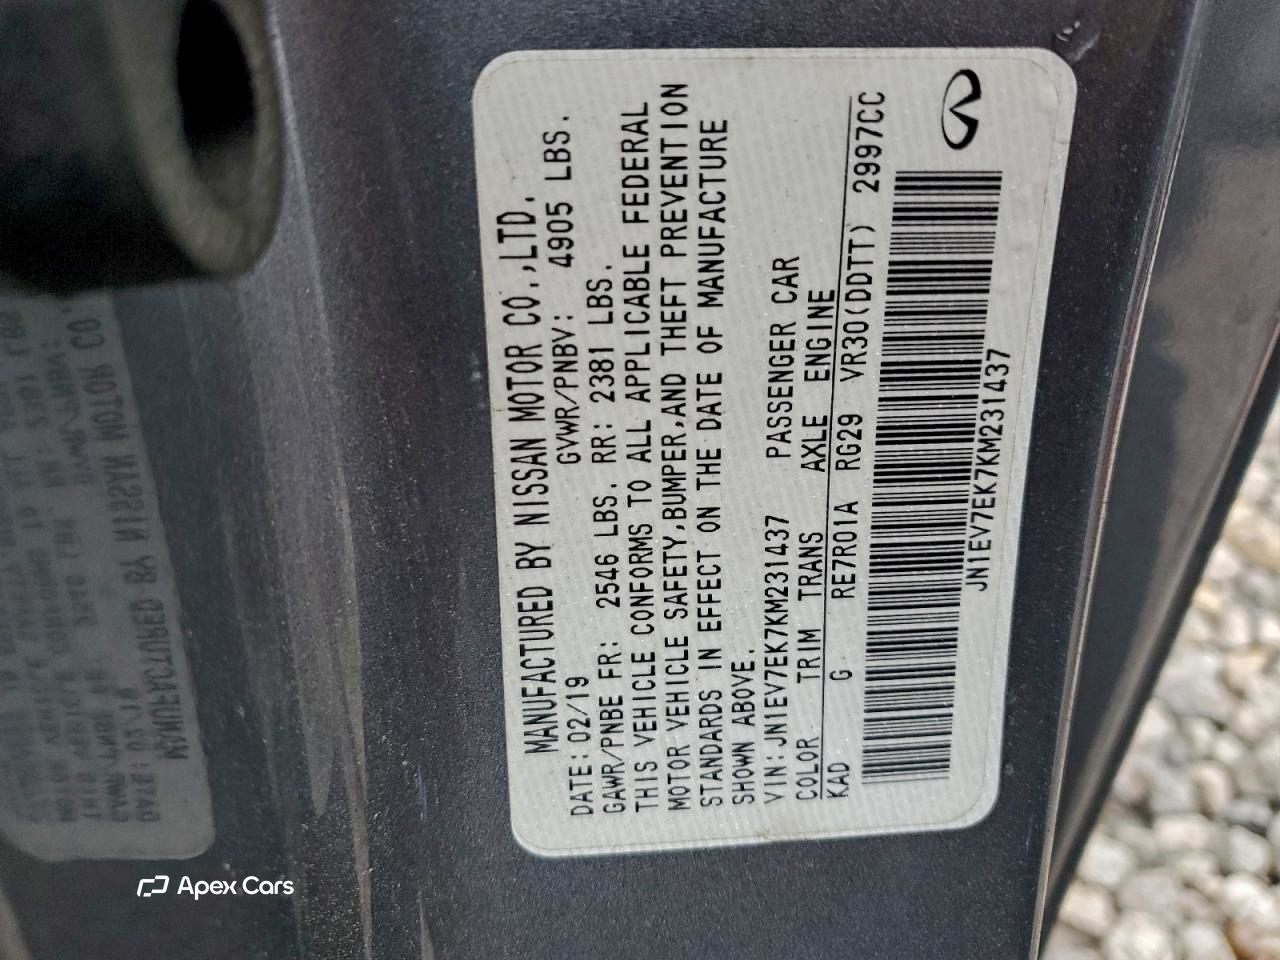 MANUFACTURED BY NISSAN MOTOR CO.,LTD.
DATE: 02/19 GVWR/PNBV: 4905 LBS.
GAWR/PNBE FR: 2546 LBS. RR: 2381 LBS.
THIS VEHICLE CONFORMS TO ALL APPLICABLE FEDERAL
MOTOR VEHICLE SAFETY,BUMPER,AND THEFT PREVENTION
STANDARDS IN EFFECT ON THE DATE OF MANUFACTURE
SHOWN ABOVE.
VIN: JN1EV7EK7KM231437 PASSENGER CAR
COLOR TRIM TRANS AXLE ENGINE
KAD G RE7R01A RG29 VR30(DDTT) 2997CC
JN1EV7EK7KM231437
Apex Cars